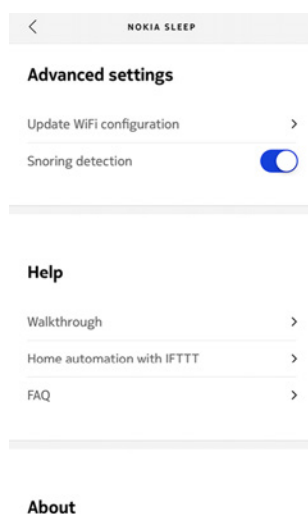 NOKIA SLEEP
Advanced settings
Update WiFi configuration
Snoring detection
Help
Walkthrough
Home automation with IFTTT
FAQ
About